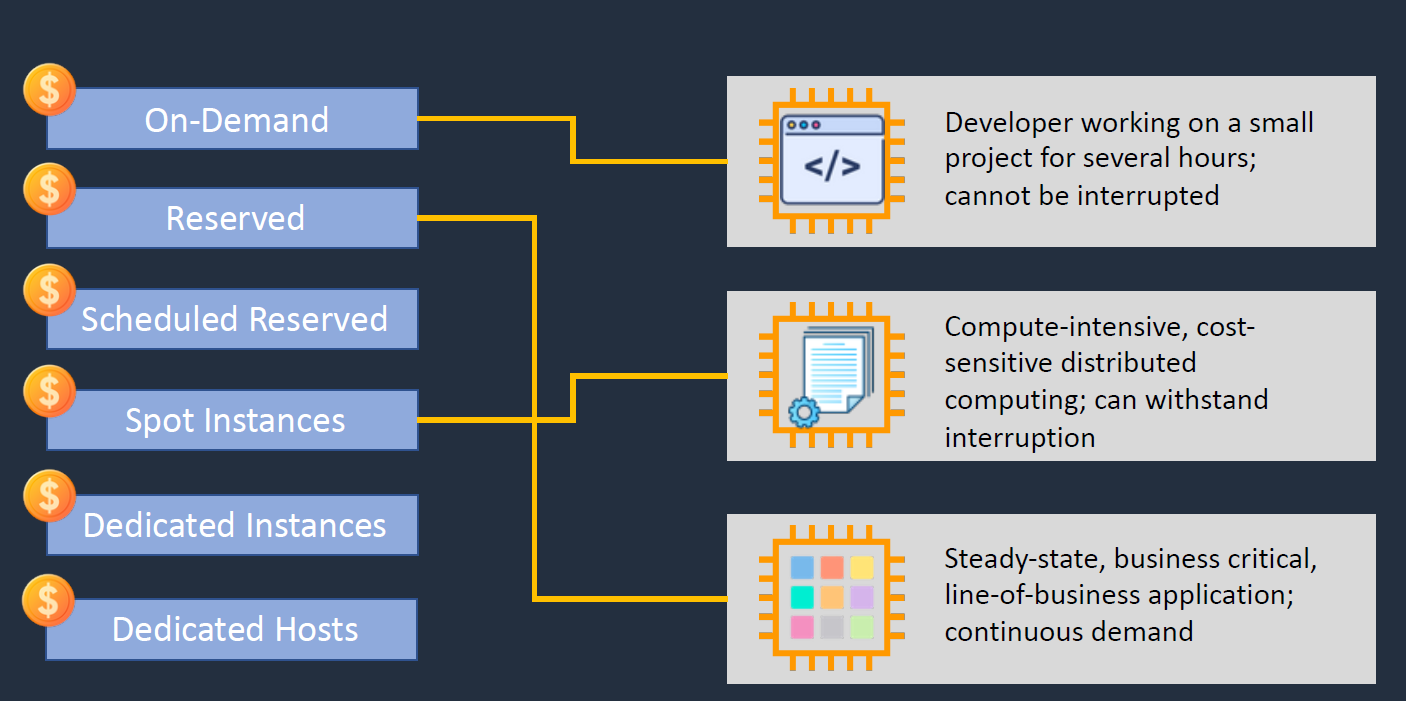 On-Demand
Reserved
Scheduled Reserved
Spot Instances
Dedicated Instances
Dedicated Hosts
$
$
$
$
$
$
</>
Developer working on a small
project for several hours;
cannot be interrupted
Compute-intensive, cost-
sensitive distributed
computing; can withstand
interruption
Steady-state, business critical,
line-of-business application;
continuous demand